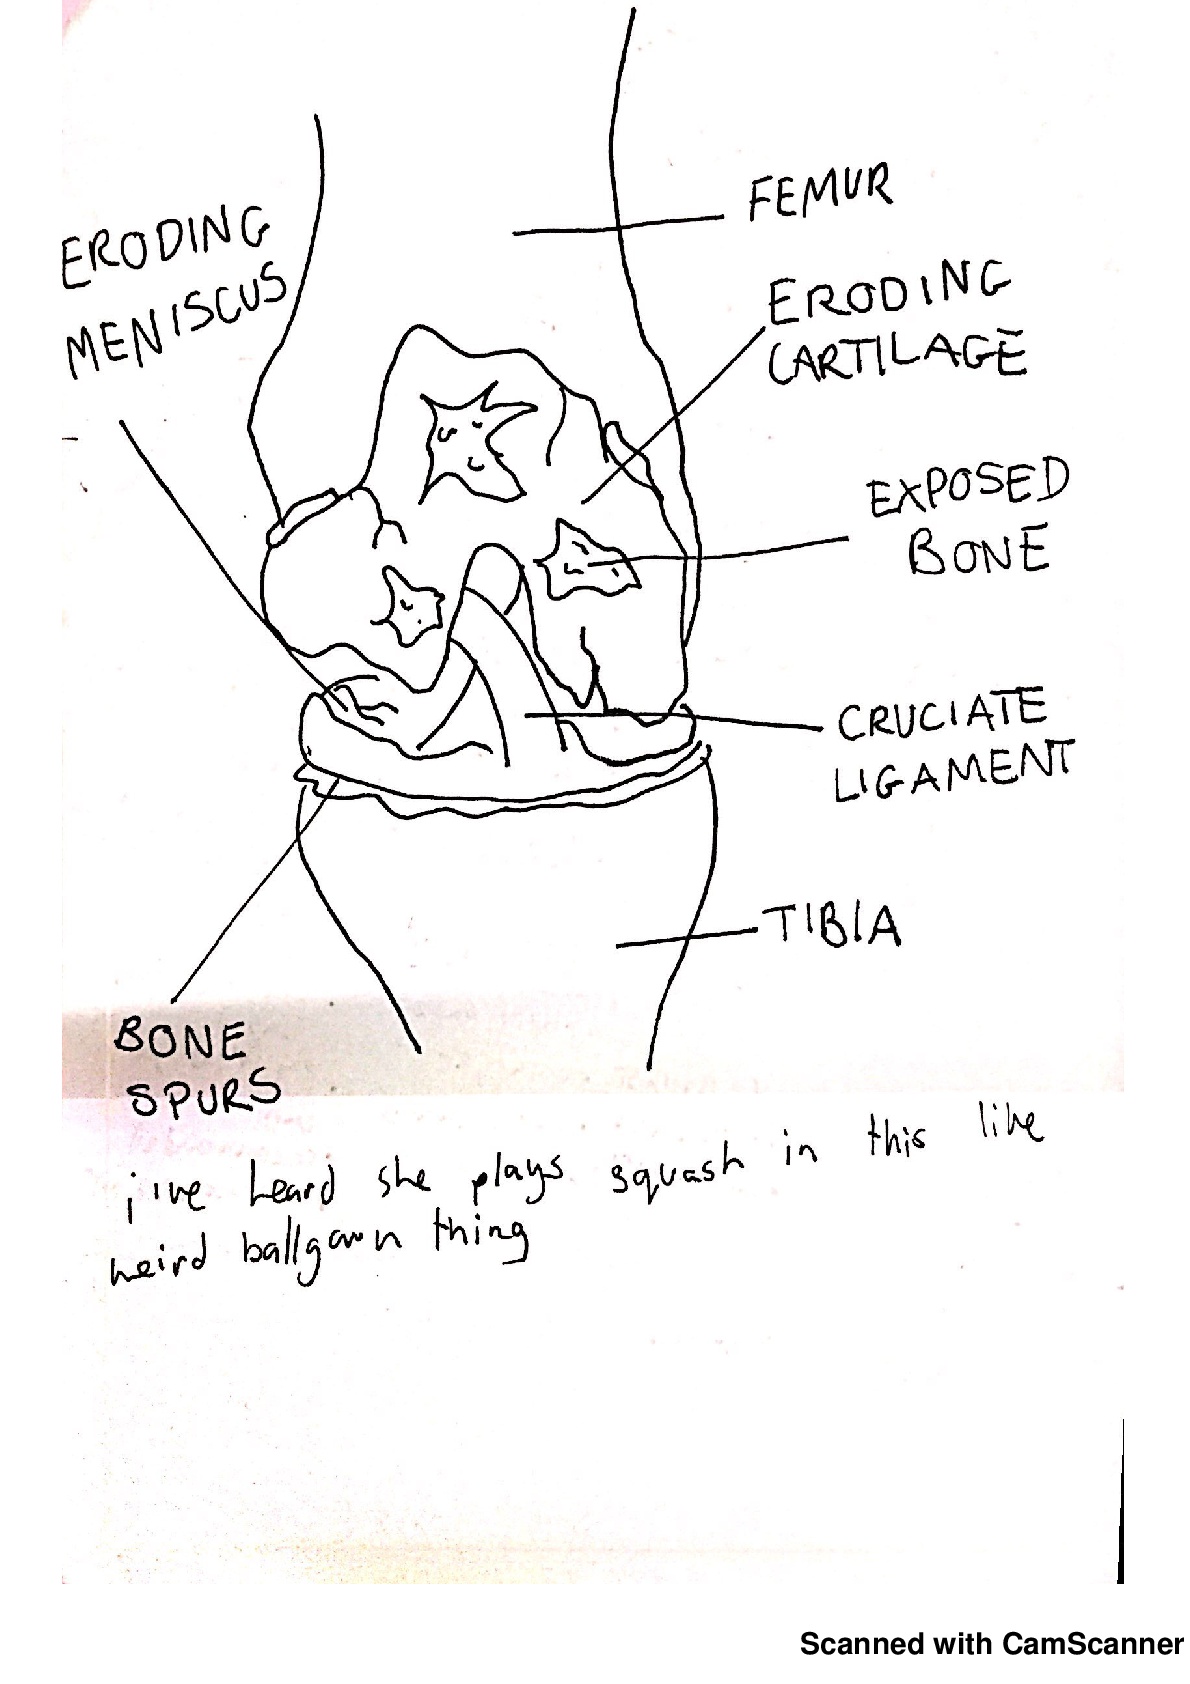 FEMUR
ERODING
MENISCUS
ERODING
CARTILAGE
EXPOSED
BONE
CRUCIATE
LIGAMENT
TIBIA
BONE
SPURS
i've heard she plays squash in this like
weird ballgown thing
Scanned with CamScanner